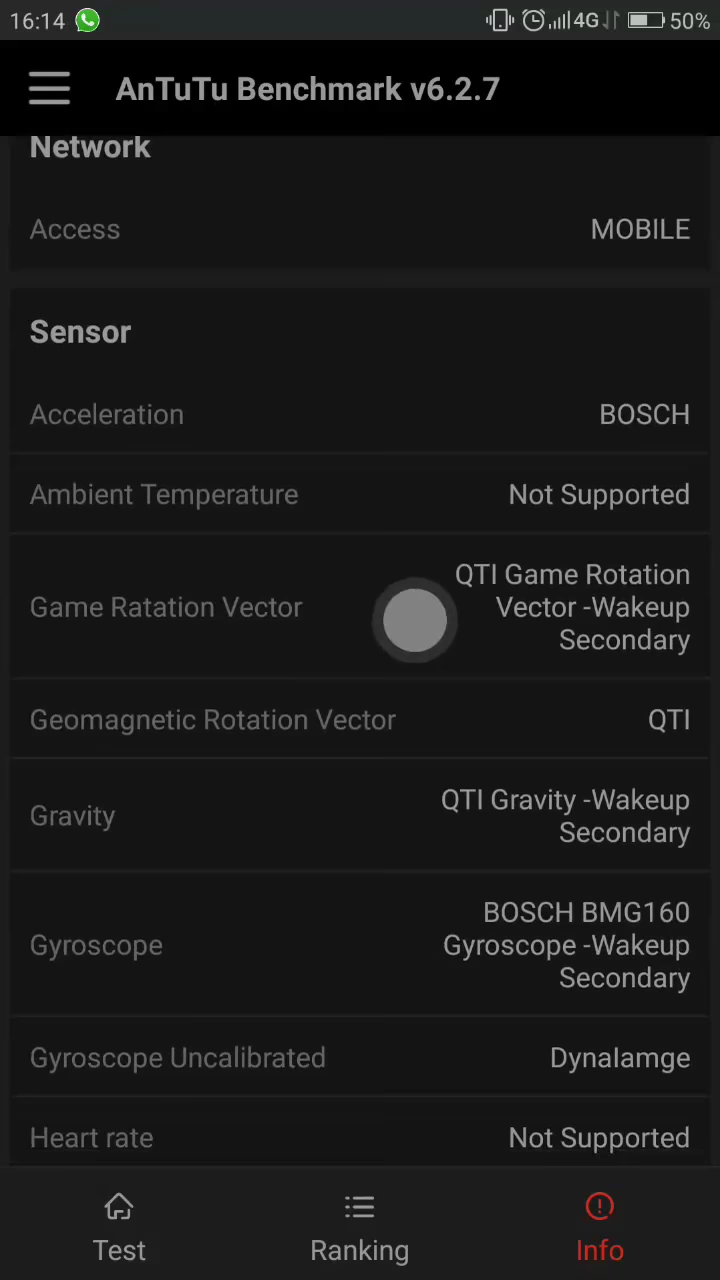 16:14 4G 50%
AnTuTu Benchmark v6.2.7
Network
Access MOBILE
Sensor
Acceleration BOSCH
Ambient Temperature Not Supported
Game Ratation Vector QTI Game Rotation
Vector -Wakeup
Secondary
Geomagnetic Rotation Vector QTI
Gravity QTI Gravity -Wakeup
Secondary
Gyroscope BOSCH BMG160
Gyroscope -Wakeup
Secondary
Gyroscope Uncalibrated Dynalamge
Heart rate Not Supported
Test Ranking Info